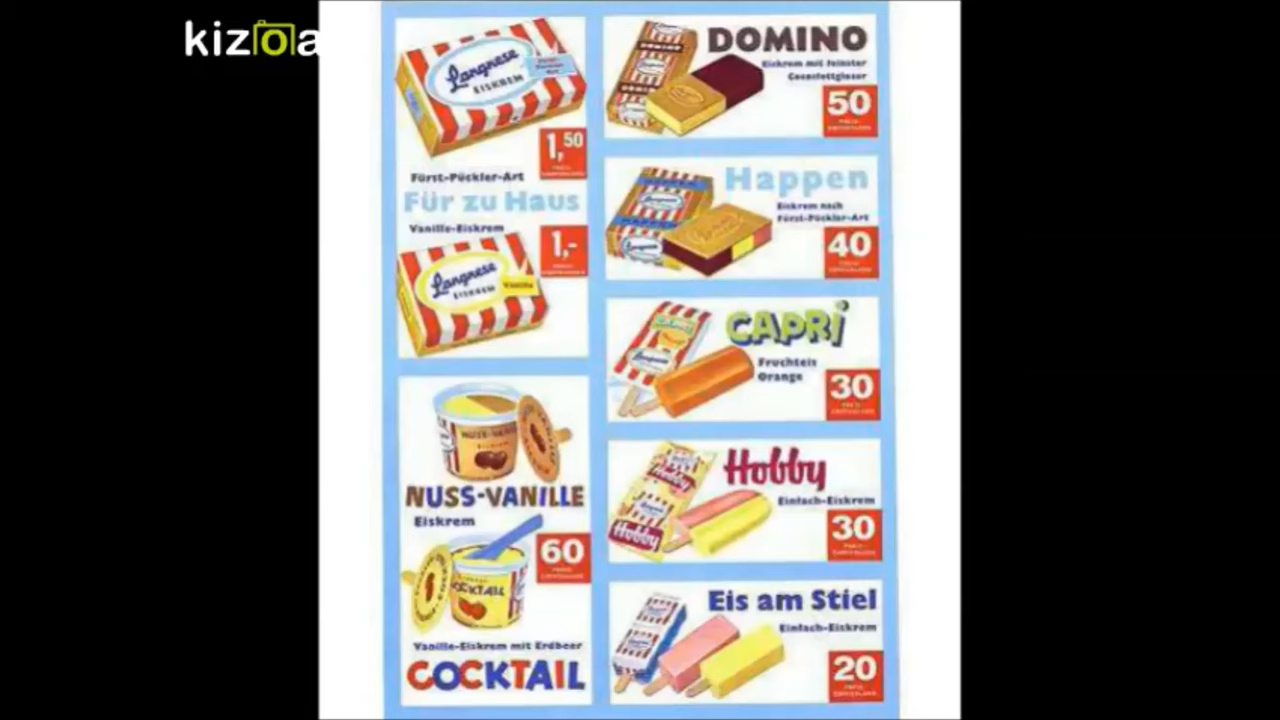 kizoa
Langnese
EISKREM
1,50
Fürst-Pückler-Art
Für zu Haus
Vanille-Eiskrem
1,-
Langnese
EISKREM
Vanille
NUSS-VANILLE
Eiskrem
60
COCKTAIL
Vanille-Eiskrem mit Erdbeer
COCKTAIL
DOMINO
Eiskrem mit feinster
Cocosfettglasur
50
Happen
Eiskrem nach
Fürst-Pückler-Art
40
CAPRI
Fruchteis
Orange
30
Hobby
Einfach-Eiskrem
Hobby
Hobby
30
Eis am Stiel
Einfach-Eiskrem
20